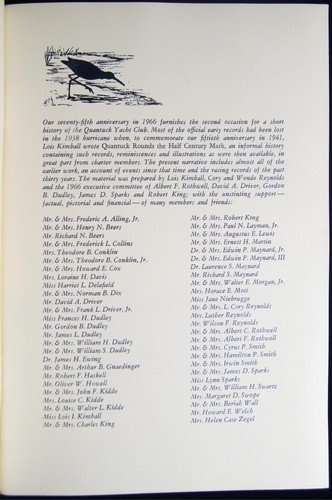 Our seventy-fifth anniversary in 1966 furnishes the second occasion for a short
history of the Quantuck Yacht Club. Most of the official early records had been lost
in the 1938 hurricane when, to commemorate our fiftieth anniversary in 1941,
Lois Kimball wrote Quantuck Rounds the Half Century Mark, an informal history
containing such records, reminiscences and illustrations as were then available, in
great part from charter members. The present narrative includes almost all of the
earlier work, an account of events since that time and the racing records of the past
thirty years. The material was prepared by Lois Kimball, Cory and Wende Reynolds
and the 1966 executive committee of Albert F. Rothwell, David A. Driver, Gordon
B. Dudley, James D. Sparks and Robert King; with the unstinting support —
factual, pictorial and financial — of many members and friends:
Mr. & Mrs. Frederic A. Alling, Jr.
Mr. & Mrs. Henry N. Beers
Mr. Richard N. Beers
Mr. & Mrs. Frederick L. Collins
Mrs. Theodore B. Conklin
Mr. & Mrs. Theodore B. Conklin, Jr.
Mr. & Mrs. Howard E. Cox
Mrs. Loraine H. Davis
Miss Harriet L. Delafield
Mr. & Mrs. Norman B. Dix
Mr. David A. Driver
Mr. & Mrs. Frank L. Driver, Jr.
Miss Frances H. Dudley
Mr. Gordon B. Dudley
Mr. James L. Dudley
Mr. & Mrs. William H. Dudley
Mr. & Mrs. William S. Dudley
Dr. James H. Ewing
Mr. & Mrs. Arthur B. Gnaedinger
Mr. Robert F. Haskell
Mr. Oliver W. Howell
Mr. & Mrs. John F. Kidde
Mrs. Louise C. Kidde
Mr. & Mrs. Walter L. Kidde
Miss Lois I. Kimball
Mr. & Mrs. Charles King
Mr. & Mrs. Robert King
Mr. & Mrs. Paul N. Layman, Jr.
Mr. & Mrs. Augustus E. Lewis
Mr. & Mrs. Ernest H. Martin
Dr. & Mrs. Edwin P. Maynard, Jr.
Dr. & Mrs. Edwin P. Maynard, III
Dr. Laurence S. Maynard
Mr. Richard S. Maynard
Mr. & Mrs. Walter E. Morgan, Jr.
Mrs. Horace E. Mott
Miss Jane Niebrugge
Mr. & Mrs. L. Cory Reynolds
Mr. Luther Reynolds
Mr. Wilson F. Reynolds
Mr. & Mrs. Albert C. Rothwell
Mr. & Mrs. Albert F. Rothwell
Mr. & Mrs. Cyrus P. Smith
Mr. & Mrs. Hamilton P. Smith
Mr. & Mrs. Irwin Smith
Mr. & Mrs. James D. Sparks
Miss Lynn Sparks
Mr. & Mrs. William H. Swartz
Mrs. Margaret D. Swope
Mr. & Mrs. Beriah Wall
Mr. Howard E. Welch
Mrs. Helen Case Zegel